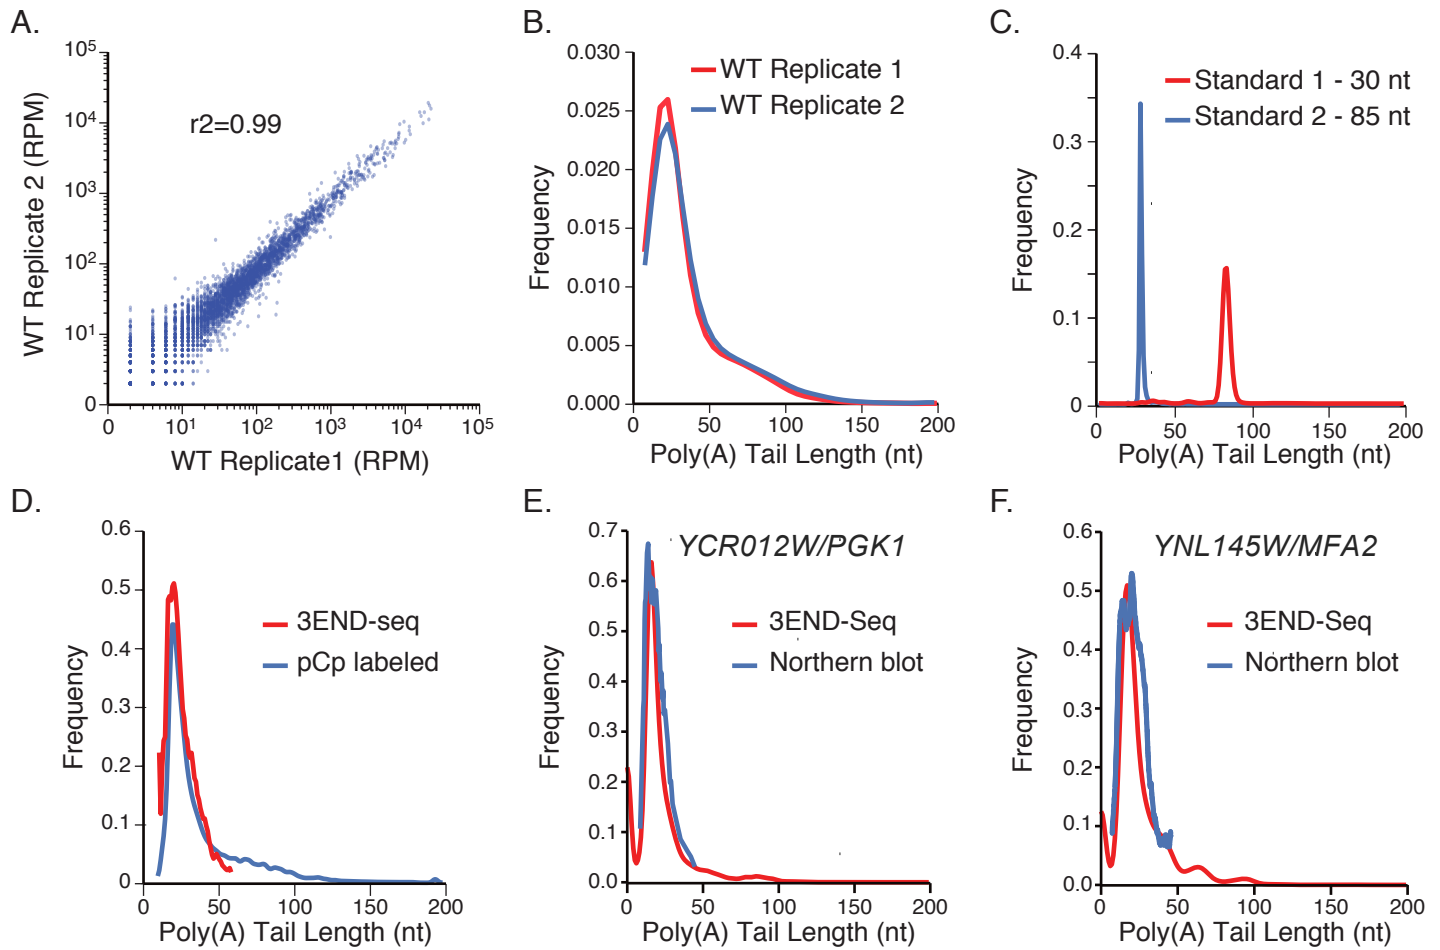 A.
10⁵
10⁴
10³
10²
10¹
0
WT Replicate 2 (RPM)
r2=0.99
0
10¹
10²
10³
10⁴
10⁵
WT Replicate1 (RPM)
B.
0.030
0.025
0.020
0.015
0.010
0.005
0.000
Frequency
WT Replicate 1
WT Replicate 2
0
50
100
150
200
Poly(A) Tail Length (nt)
C.
0.4
0.3
0.2
0.1
0
Frequency
Standard 1 - 30 nt
Standard 2 - 85 nt
0
50
100
150
200
Poly(A) Tail Length (nt)
D.
0.6
0.5
0.4
0.3
0.2
0.1
0
Frequency
3END-seq
pCp labeled
0
50
100
150
200
Poly(A) Tail Length (nt)
E.
0.7
0.6
0.5
0.4
0.3
0.2
0.1
0.0
Frequency
YCR012W/PGK1
3END-Seq
Northern blot
0
50
100
150
200
Poly(A) Tail Length (nt)
F.
0.6
0.5
0.4
0.3
0.2
0.1
0.0
Frequency
YNL145W/MFA2
3END-Seq
Northern blot
0
50
100
150
200
Poly(A) Tail Length (nt)